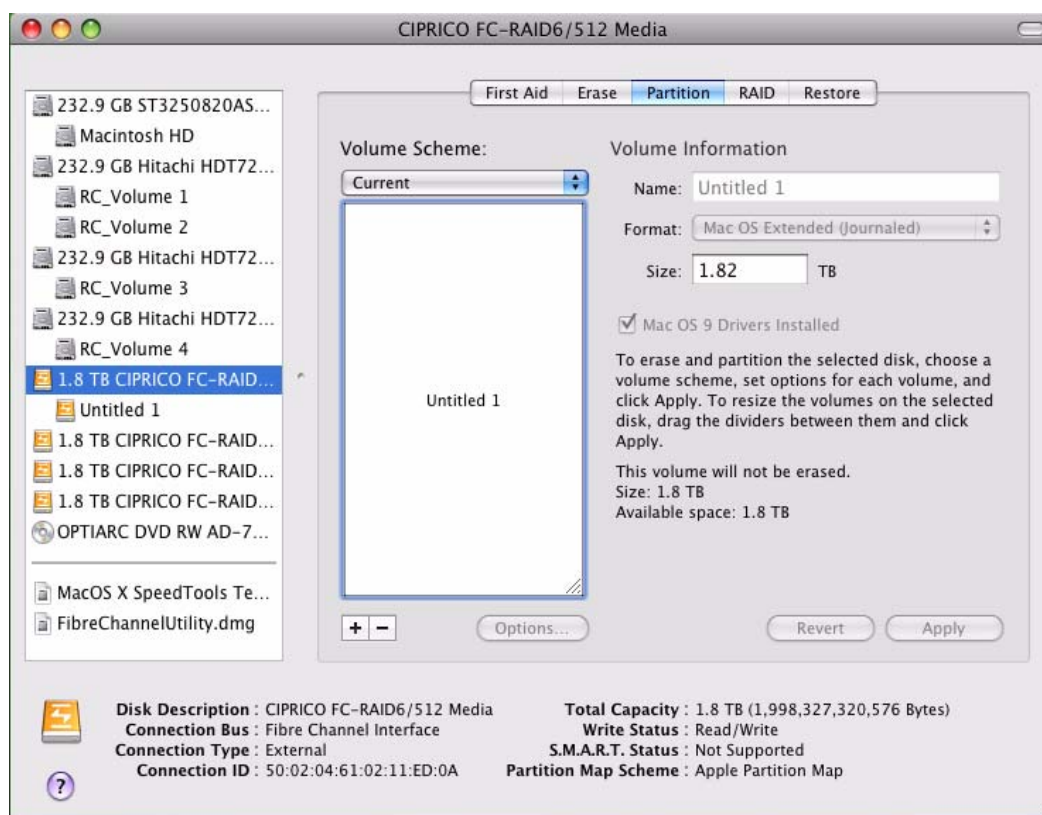 CIPRICO FC-RAID6/512 Media
232.9 GB ST3250820AS...
Macintosh HD
232.9 GB Hitachi HDT72...
RC_Volume 1
RC_Volume 2
232.9 GB Hitachi HDT72...
RC_Volume 3
232.9 GB Hitachi HDT72...
RC_Volume 4
1.8 TB CIPRICO FC-RAID...
Untitled 1
1.8 TB CIPRICO FC-RAID...
1.8 TB CIPRICO FC-RAID...
1.8 TB CIPRICO FC-RAID...
OPTIARC DVD RW AD-7...
MacOS X SpeedTools Te...
FibreChannelUtility.dmg
First Aid Erase Partition RAID Restore
Volume Scheme:
Current
Untitled 1
+ −
Options...
Volume Information
Name: Untitled 1
Format: Mac OS Extended (Journaled)
Size: 1.82 TB
Mac OS 9 Drivers Installed
To erase and partition the selected disk, choose a
volume scheme, set options for each volume, and
click Apply. To resize the volumes on the selected
disk, drag the dividers between them and click
Apply.
This volume will not be erased.
Size: 1.8 TB
Available space: 1.8 TB
Revert Apply
Disk Description : CIPRICO FC-RAID6/512 Media
Connection Bus : Fibre Channel Interface
Connection Type : External
Connection ID : 50:02:04:61:02:11:ED:0A
Total Capacity : 1.8 TB (1,998,327,320,576 Bytes)
Write Status : Read/Write
S.M.A.R.T. Status : Not Supported
Partition Map Scheme : Apple Partition Map
?